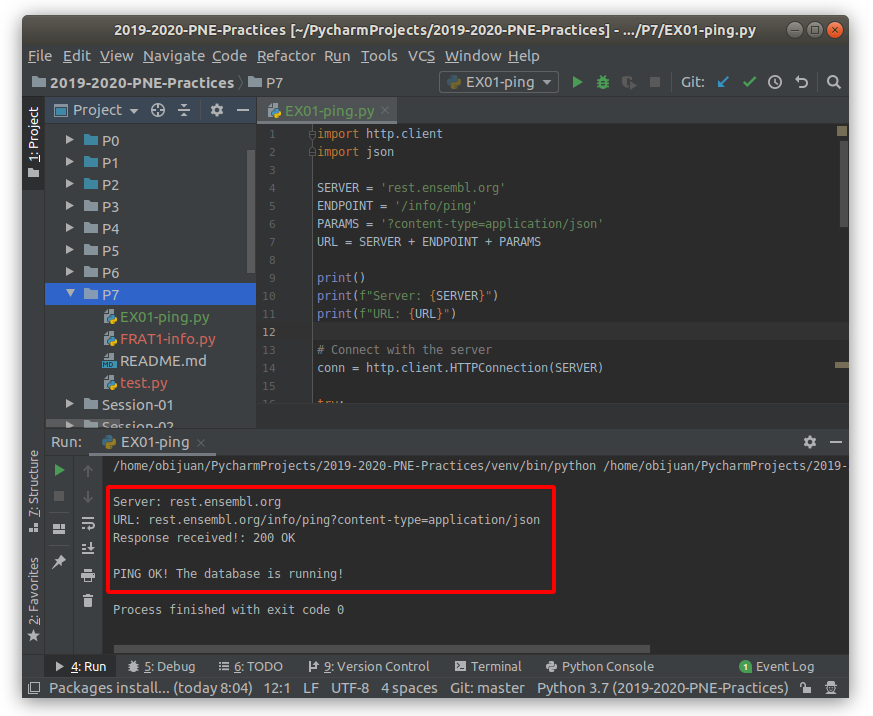 2019-2020-PNE-Practices [~/PycharmProjects/2019-2020-PNE-Practices] - .../P7/EX01-ping.py
File Edit View Navigate Code Refactor Run Tools VCS Window Help
2019-2020-PNE-Practices P7 EX01-ping Git:
1: Project
Project
P0
P1
P2
P3
P4
P5
P6
P7
EX01-ping.py
FRAT1-info.py
README.md
test.py
Session-01
Session-02
EX01-ping.py
1 import http.client
2 import json
3
4 SERVER = 'rest.ensembl.org'
5 ENDPOINT = '/info/ping'
6 PARAMS = '?content-type=application/json'
7 URL = SERVER + ENDPOINT + PARAMS
8
9 print()
10 print(f"Server: {SERVER}")
11 print(f"URL: {URL}")
12
13 # Connect with the server
14 conn = http.client.HTTPConnection(SERVER)
15
16 try:
Run: EX01-ping
7: Structure
2: Favorites
/home/obijuan/PycharmProjects/2019-2020-PNE-Practices/venv/bin/python /home/obijuan/PycharmProjects/2019-
Server: rest.ensembl.org
URL: rest.ensembl.org/info/ping?content-type=application/json
Response received!: 200 OK
PING OK! The database is running!
Process finished with exit code 0
4: Run 5: Debug 6: TODO 9: Version Control Terminal Python Console 1 Event Log
Packages install... (today 8:04) 12:1 LF UTF-8 4 spaces Git: master Python 3.7 (2019-2020-PNE-Practices)